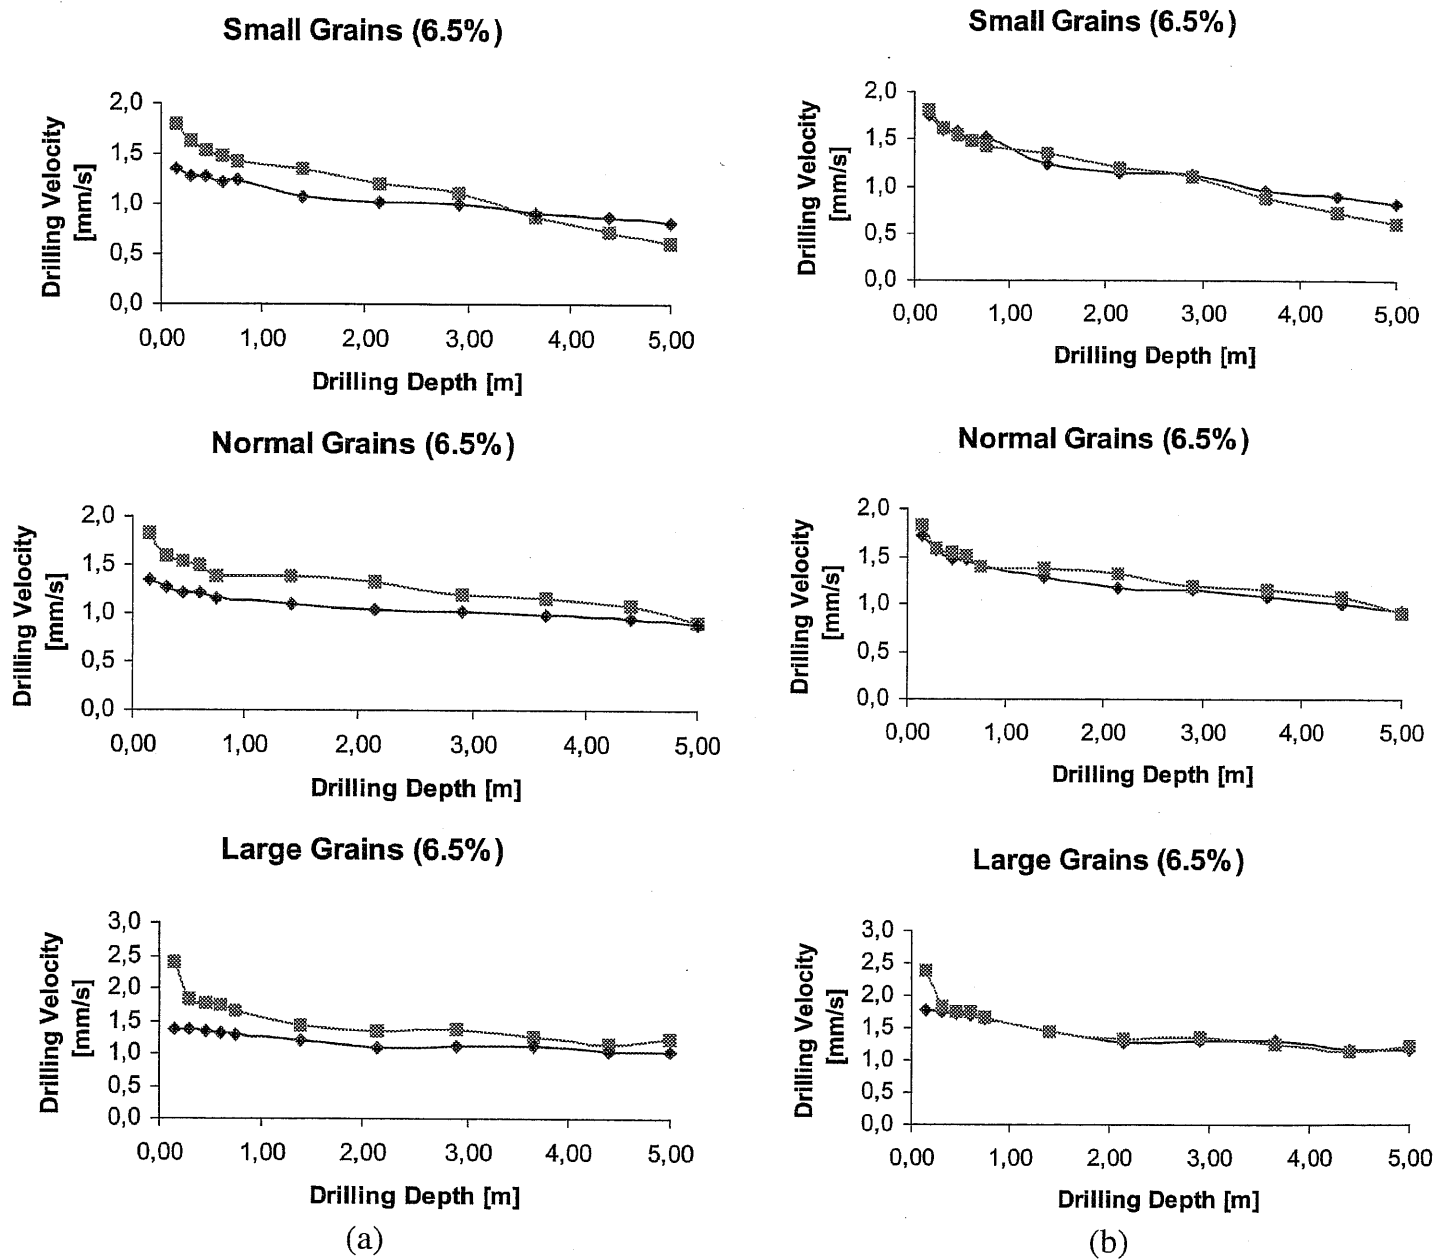 Small Grains (6.5%)
Drilling Velocity
[mm/s]
2,0
1,5
1,0
0,5
0,0
0,00 1,00 2,00 3,00 4,00 5,00
Drilling Depth [m]
Normal Grains (6.5%)
Drilling Velocity
[mm/s]
2,0
1,5
1,0
0,5
0,0
0,00 1,00 2,00 3,00 4,00 5,00
Drilling Depth [m]
Large Grains (6.5%)
Drilling Velocity
[mm/s]
3,0
2,5
2,0
1,5
1,0
0,5
0,0
0,00 1,00 2,00 3,00 4,00 5,00
Drilling Depth [m]
(a)
Small Grains (6.5%)
Drilling Velocity
[mm/s]
2,0
1,5
1,0
0,5
0,0
0,00 1,00 2,00 3,00 4,00 5,00
Drilling Depth [m]
Normal Grains (6.5%)
Drilling Velocity
[mm/s]
2,0
1,5
1,0
0,5
0,0
0,00 1,00 2,00 3,00 4,00 5,00
Drilling Depth [m]
Large Grains (6.5%)
Drilling Velocity
[mm/s]
3,0
2,5
2,0
1,5
1,0
0,5
0,0
0,00 1,00 2,00 3,00 4,00 5,00
Drilling Depth [m]
(b)